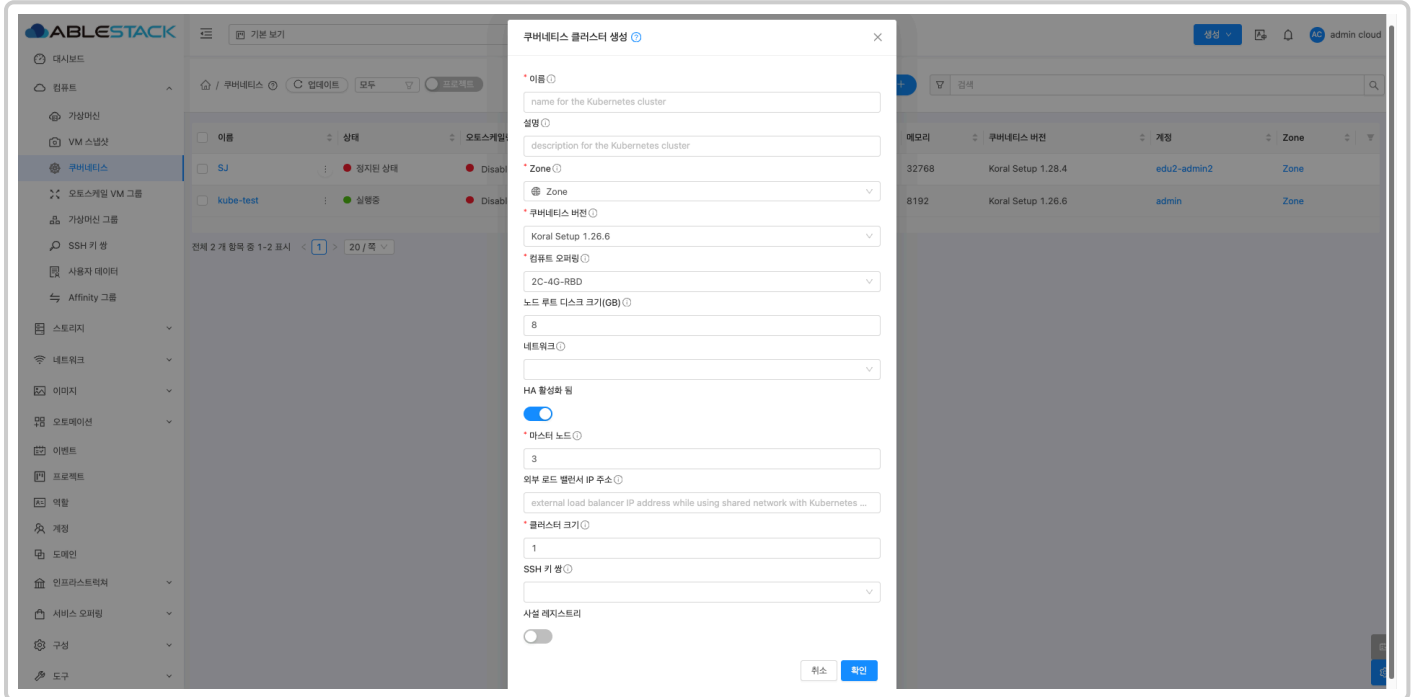 ABLESTACK
기본 보기
생성
AC admin cloud
대시보드
컴퓨트
가상머신
VM 스냅샷
쿠버네티스
오토스케일 VM 그룹
가상머신 그룹
SSH 키 쌍
사용자 데이터
Affinity 그룹
스토리지
네트워크
이미지
오토메이션
이벤트
프로젝트
역할
계정
도메인
인프라스트럭쳐
서비스 오퍼링
구성
도구
/ 쿠버네티스 업데이트 모두 프로젝트
+ 검색
이름 상태 오토스케일링 메모리 쿠버네티스 버전 계정 Zone
SJ 정지된 상태 Disabl 32768 Koral Setup 1.28.4 edu2-admin2 Zone
kube-test 실행중 Disabl 8192 Koral Setup 1.26.6 admin Zone
전체 2 개 항목 중 1-2 표시 < 1 > 20 / 쪽
쿠버네티스 클러스터 생성
* 이름
name for the Kubernetes cluster
설명
description for the Kubernetes cluster
* Zone
Zone
* 쿠버네티스 버전
Koral Setup 1.26.6
* 컴퓨트 오퍼링
2C-4G-RBD
노드 루트 디스크 크기(GB)
8
네트워크
HA 활성화 됨
* 마스터 노드
3
외부 로드 밸런서 IP 주소
external load balancer IP address while using shared network with Kubernetes ...
* 클러스터 크기
1
SSH 키 쌍
사설 레지스트리
취소 확인